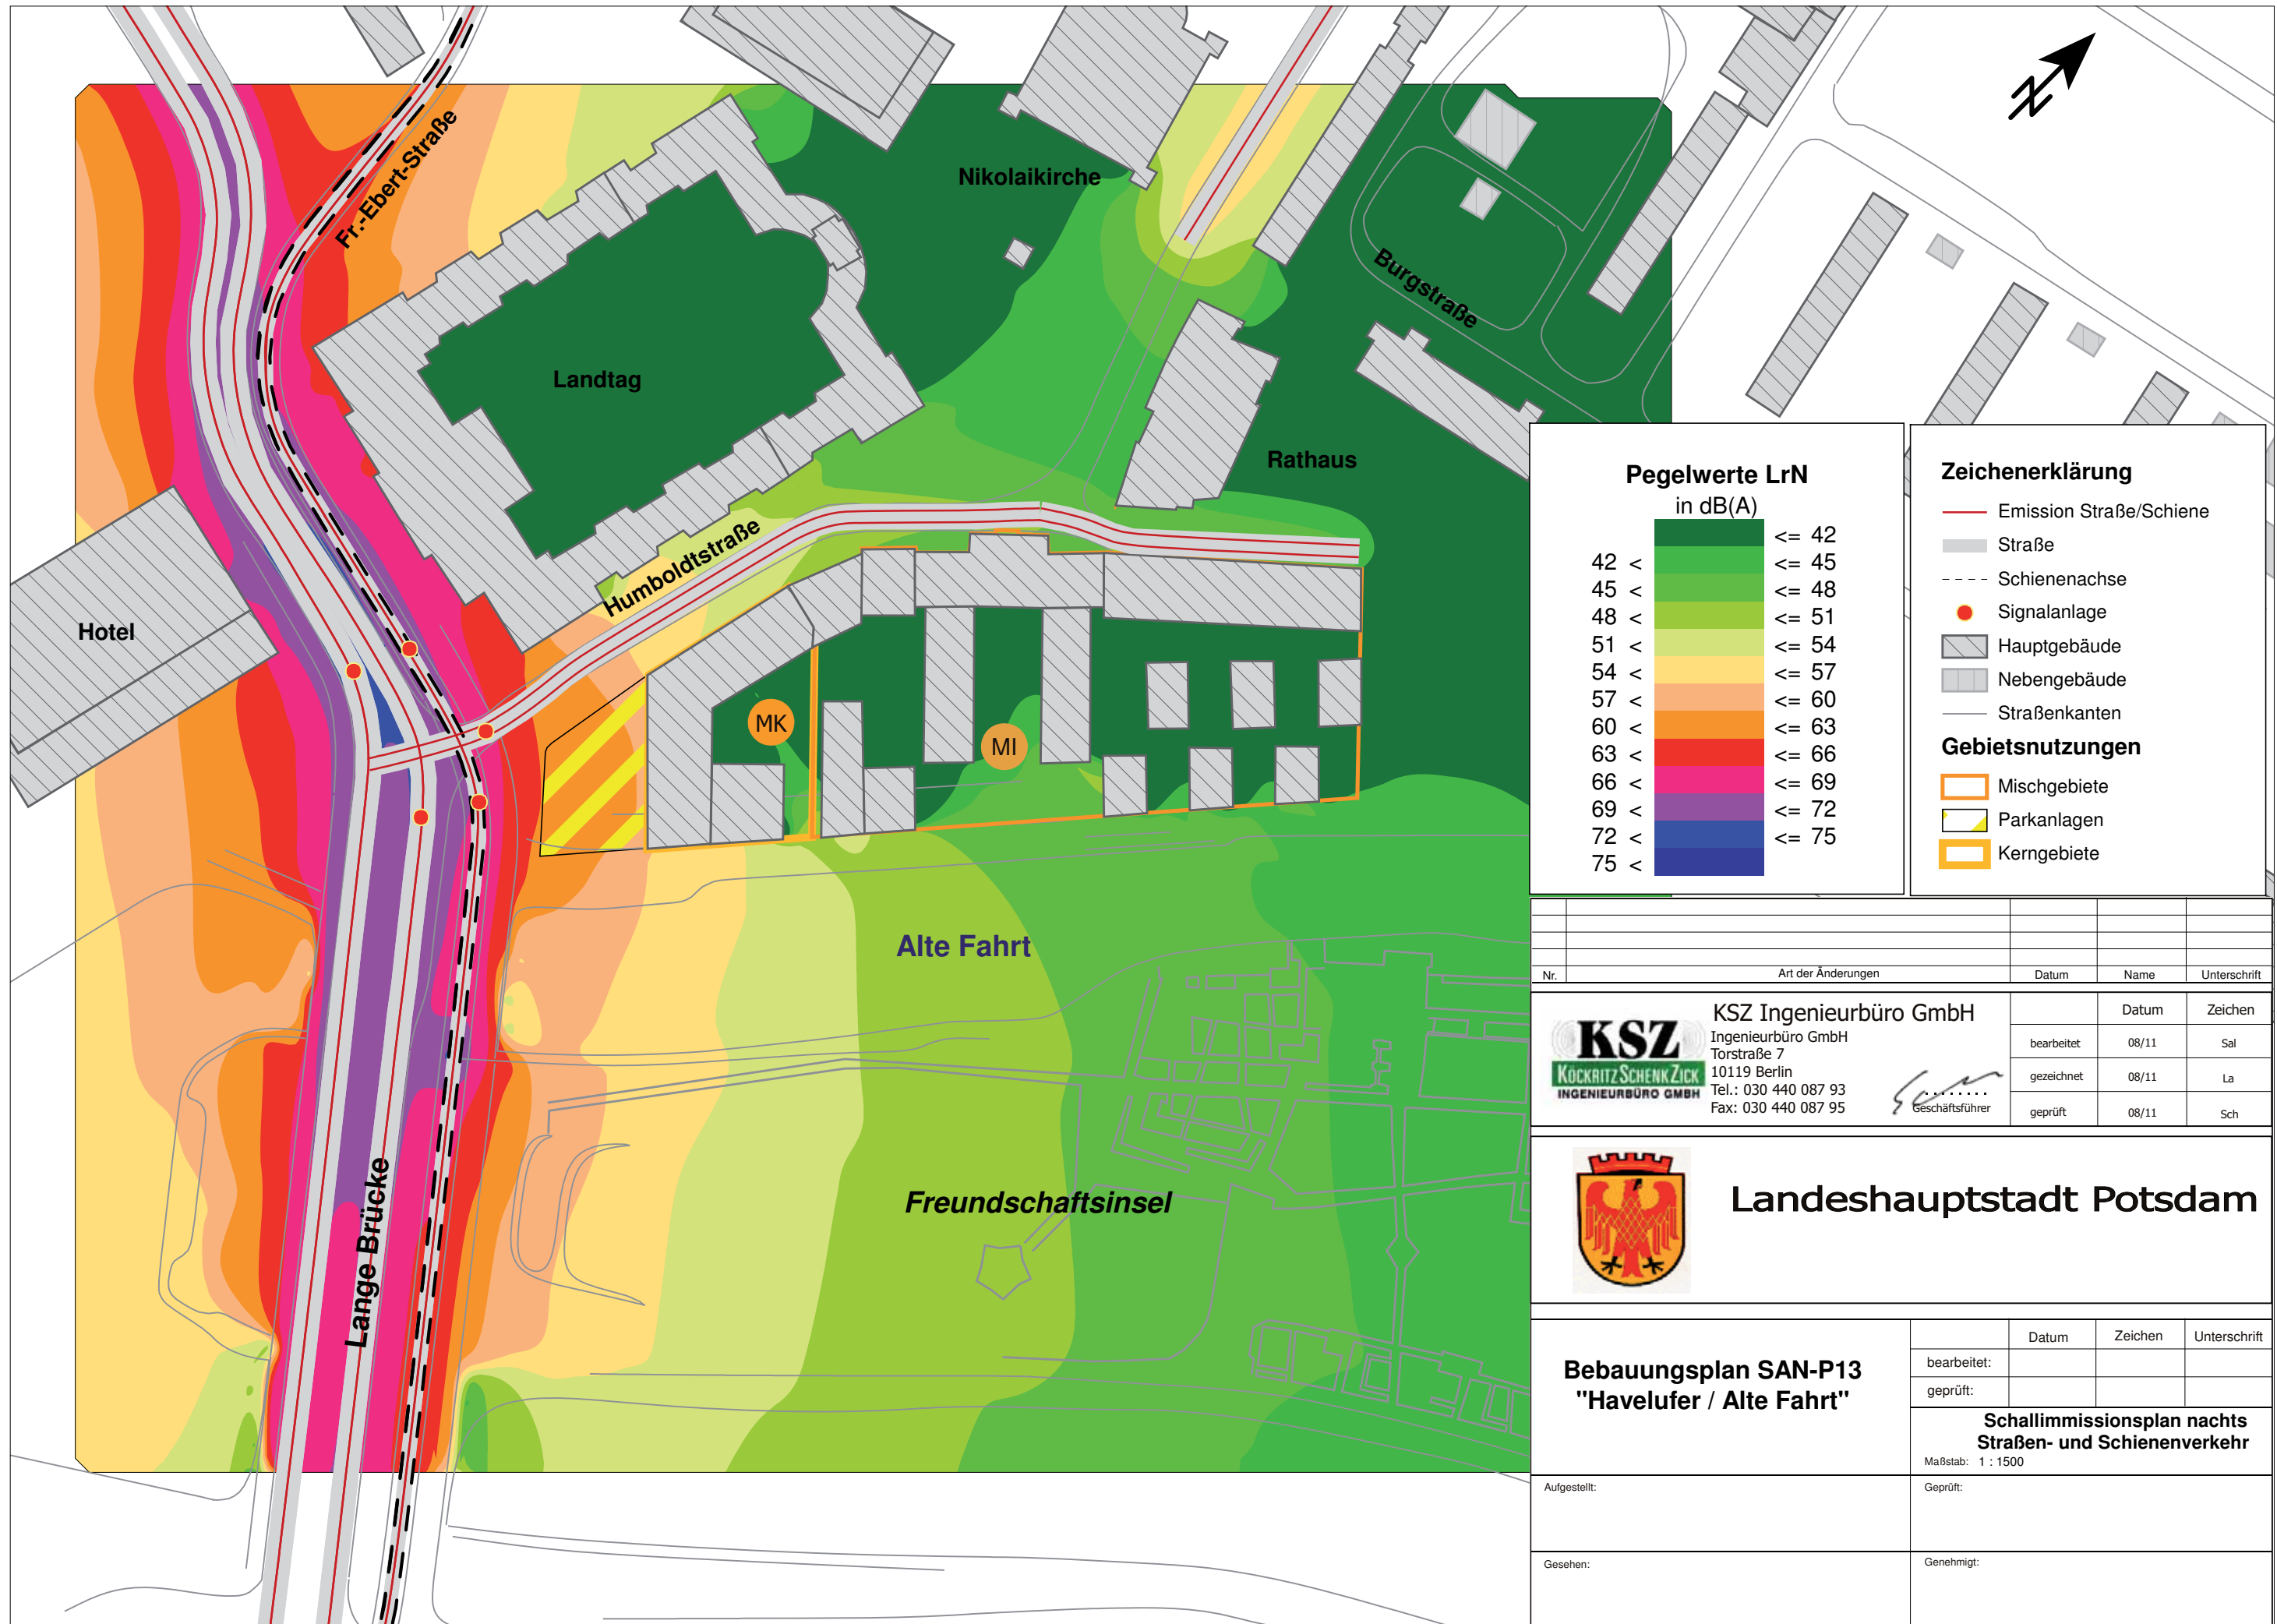 Fr.-Ebert-Straße
Nikolaikirche
Burgstraße
Landtag
Rathaus
Humboldtstraße
Hotel
MK
MI
Alte Fahrt
Freundschaftsinsel
Lange Brücke
Pegelwerte LrN
in dB(A)
<= 42
42 < <= 45
45 < <= 48
48 < <= 51
51 < <= 54
54 < <= 57
57 < <= 60
60 < <= 63
63 < <= 66
66 < <= 69
69 < <= 72
72 < <= 75
75 <
Zeichenerklärung
Emission Straße/Schiene
Straße
Schienenachse
Signalanlage
Hauptgebäude
Nebengebäude
Straßenkanten
Gebietsnutzungen
Mischgebiete
Parkanlagen
Kerngebiete
Nr. Art der Änderungen Datum Name Unterschrift
KSZ
KÖCKRITZSCHENKZICK
INGENIEURBÜRO GMBH
KSZ Ingenieurbüro GmbH
Ingenieurbüro GmbH
Torstraße 7
10119 Berlin
Tel.: 030 440 087 93
Fax: 030 440 087 95
Geschäftsführer
Datum Zeichen
bearbeitet 08/11 Sal
gezeichnet 08/11 La
geprüft 08/11 Sch
Landeshauptstadt Potsdam
Bebauungsplan SAN-P13
"Havelufer / Alte Fahrt"
Datum Zeichen Unterschrift
bearbeitet:
geprüft:
Schallimmissionsplan nachts
Straßen- und Schienenverkehr
Maßstab: 1 : 1500
Aufgestellt:
Geprüft:
Gesehen:
Genehmigt: